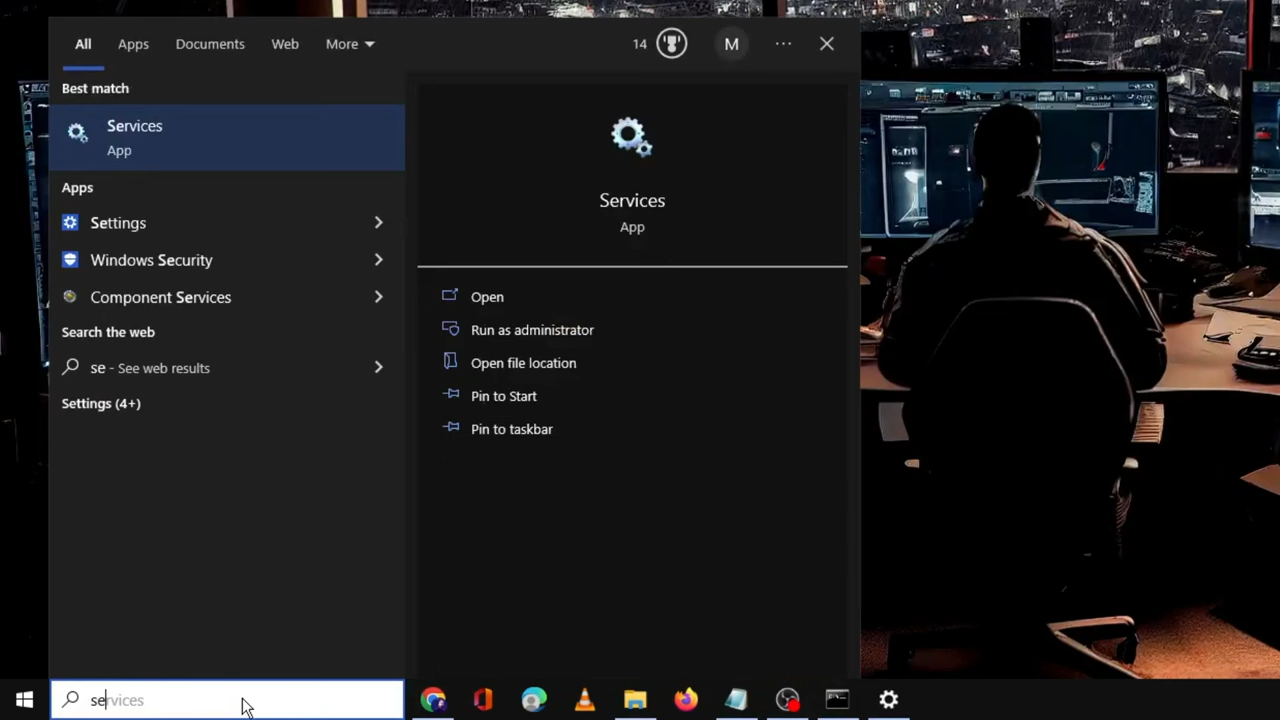 All Apps Documents Web More 14 M
Best match
Services
App
Apps
Settings
Windows Security
Component Services
Search the web
se - See web results
Settings (4+)
Services
App
Open
Run as administrator
Open file location
Pin to Start
Pin to taskbar
services